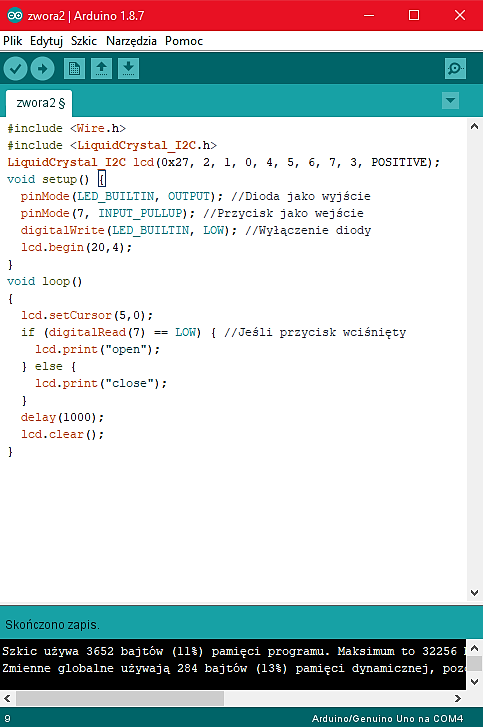 zwora2 | Arduino 1.8.7
Plik Edytuj Szkic Narzędzia Pomoc
zwora2 §
#include <Wire.h>
#include <LiquidCrystal_I2C.h>
LiquidCrystal_I2C lcd(0x27, 2, 1, 0, 4, 5, 6, 7, 3, POSITIVE);
void setup() {
  pinMode(LED_BUILTIN, OUTPUT); //Dioda jako wyjście
  pinMode(7, INPUT_PULLUP); //Przycisk jako wejście
  digitalWrite(LED_BUILTIN, LOW); //Wyłączenie diody
  lcd.begin(20,4);
}
void loop()
{
  lcd.setCursor(5,0);
  if (digitalRead(7) == LOW) { //Jeśli przycisk wciśnięty
    lcd.print("open");
  } else {
    lcd.print("close");
  }
  delay(1000);
  lcd.clear();
}
Skończono zapis.
Szkic używa 3652 bajtów (11%) pamięci programu. Maksimum to 32256
Zmienne globalne używają 284 bajtów (13%) pamięci dynamicznej,
9
Arduino/Genuino Uno na COM4